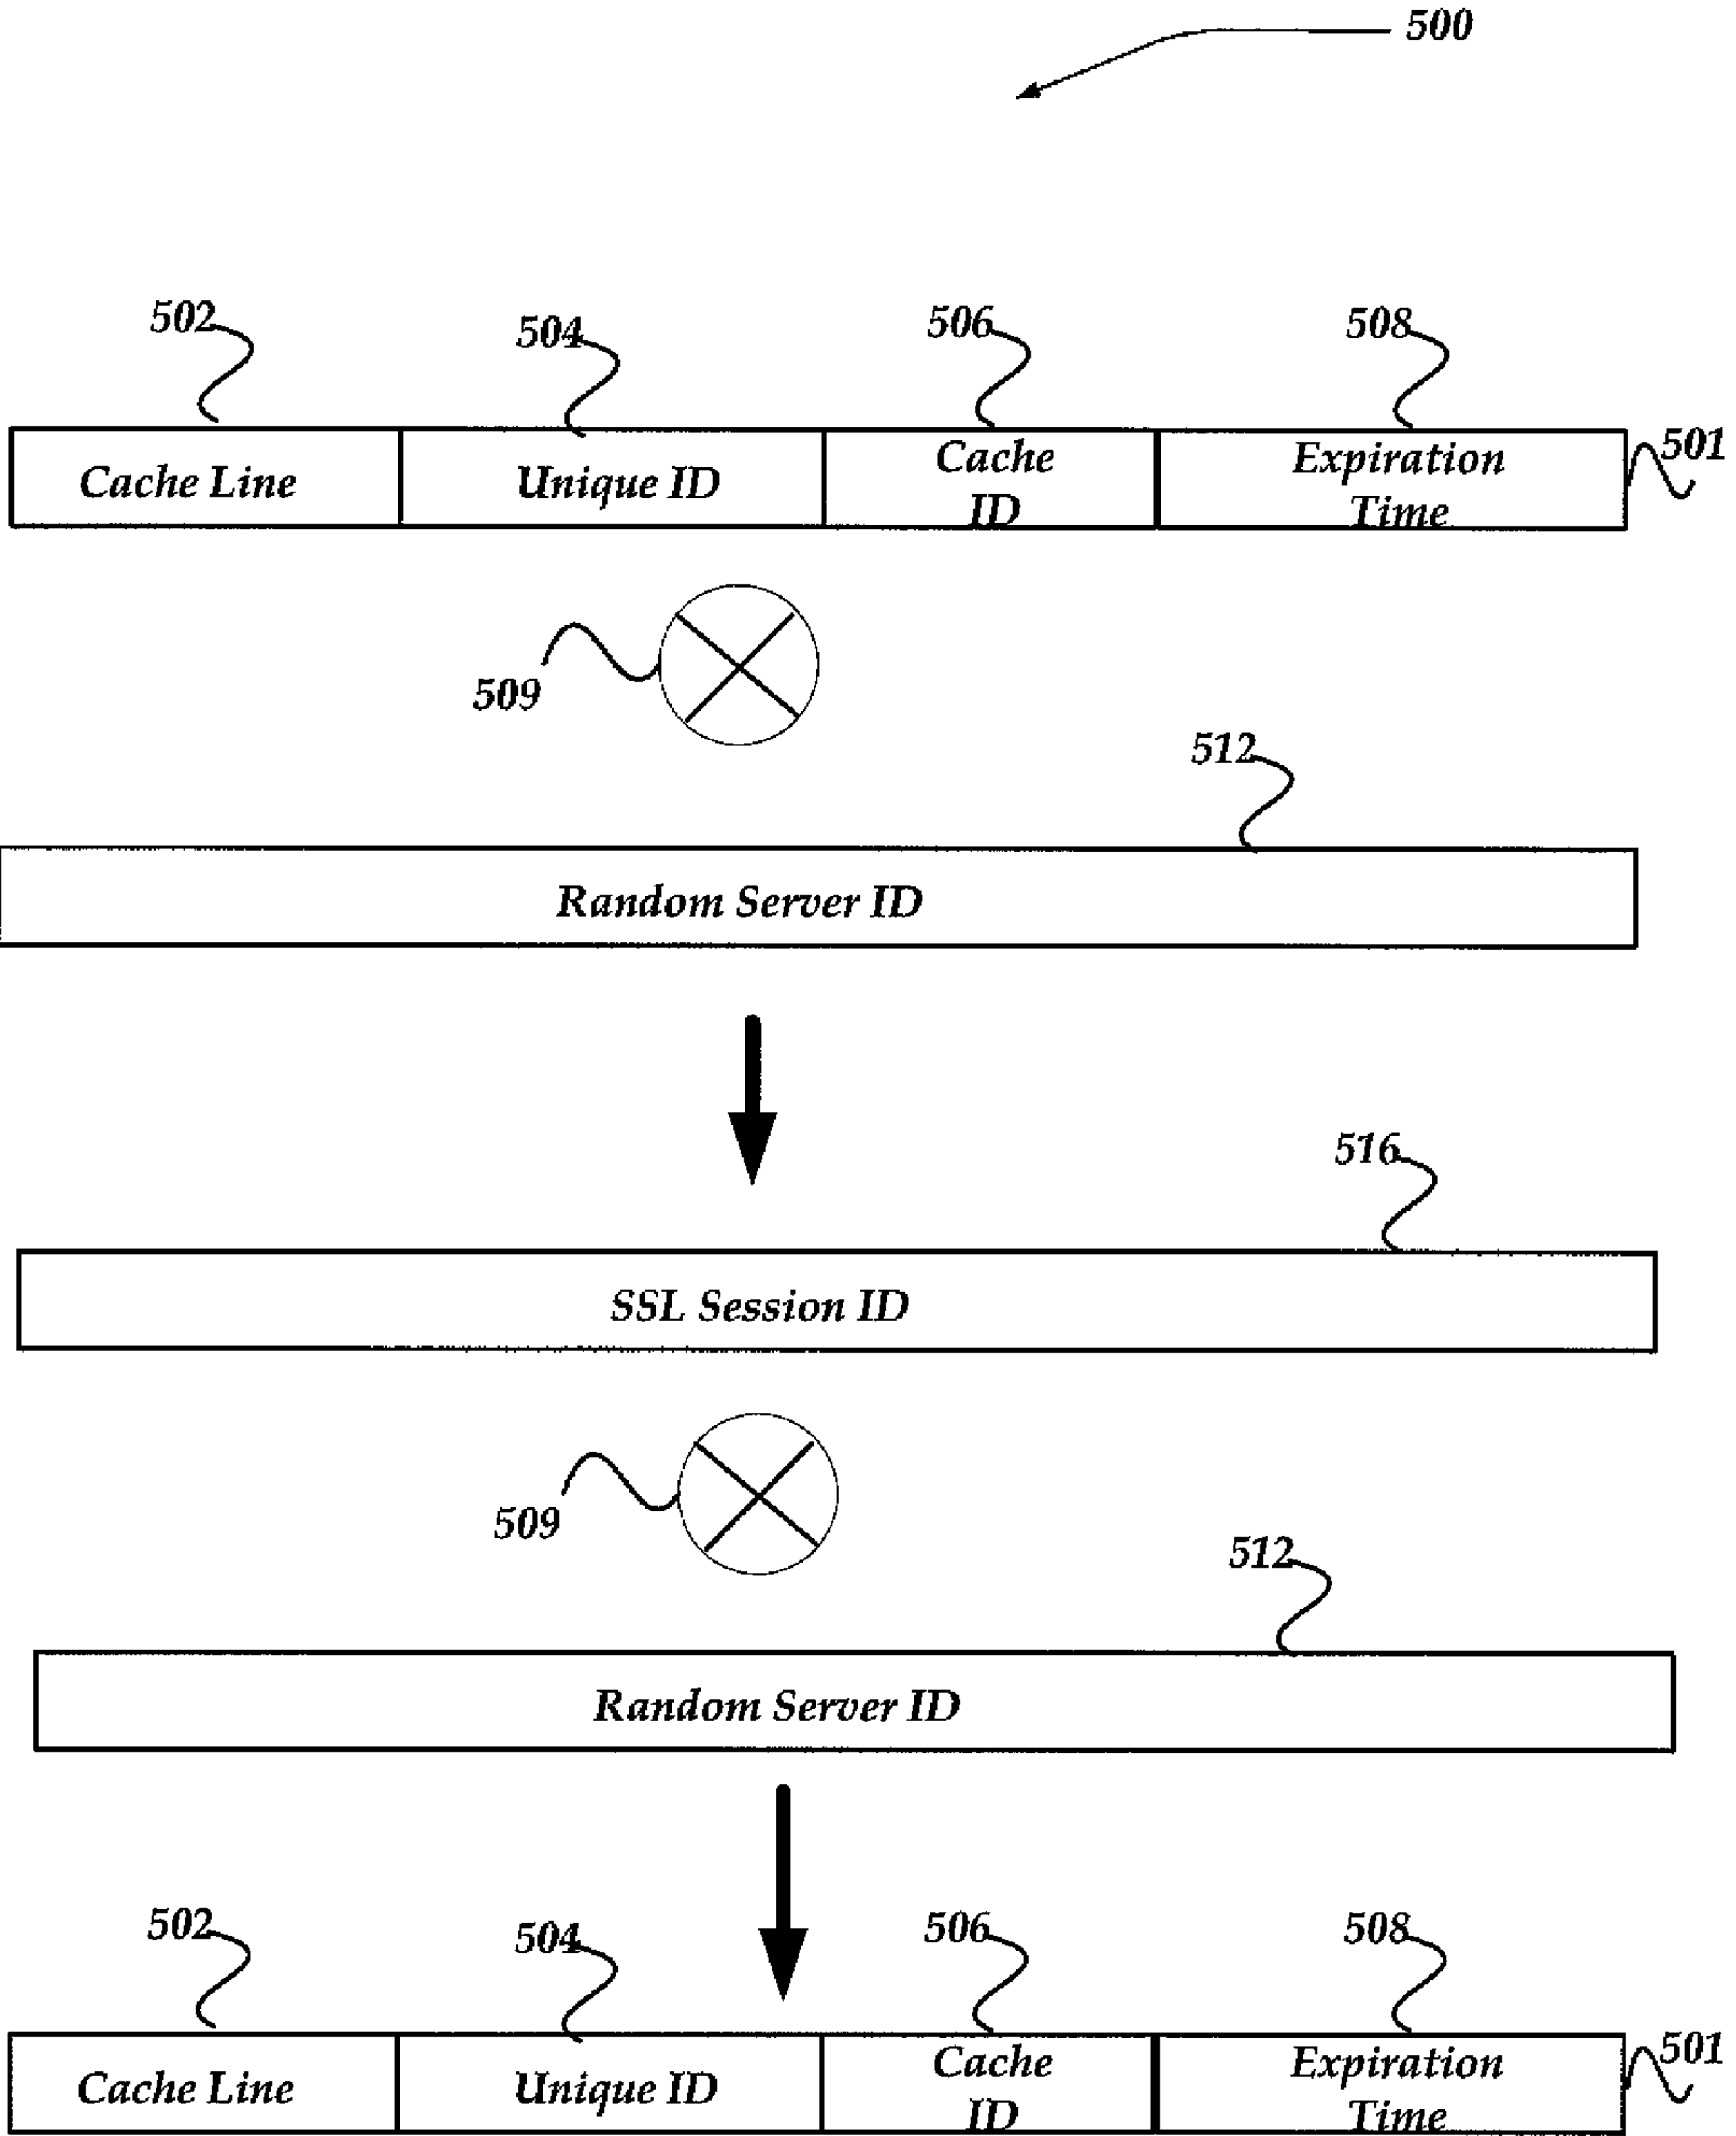 500
502 504 506 508
Cache Line Unique ID Cache ID Expiration Time 501
509
512
Random Server ID
516
SSL Session ID
509
512
Random Server ID
502 504 506 508
Cache Line Unique ID Cache ID Expiration Time 501